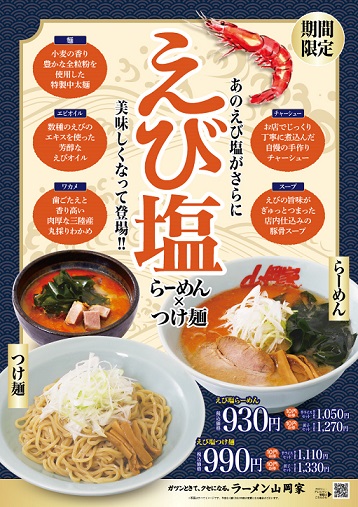 期間
限定
あのえび塩がさらに
美味しくなって登場!!
えび塩
らーめん
×
つけ麺
麺
小麦の香り
豊かな全粒粉を
使用した
特製中太麺
エビオイル
数種のえびの
エキスを使った
芳醇な
えびオイル
ワカメ
歯ごたえと
香り高い
肉厚な三陸産
丸採りわかめ
チャーシュー
お店でじっくり
丁寧に煮込んだ
自慢の手作り
チャーシュー
スープ
えびの旨味が
ぎゅっとつまった
店内仕込みの
豚骨スープ
らーめん
つけ麺
えび塩らーめん
930円
1,050円
1,270円
えび塩つけ麺
990円
1,110円
1,330円
ガツンときて、クセになる。ラーメン山岡家